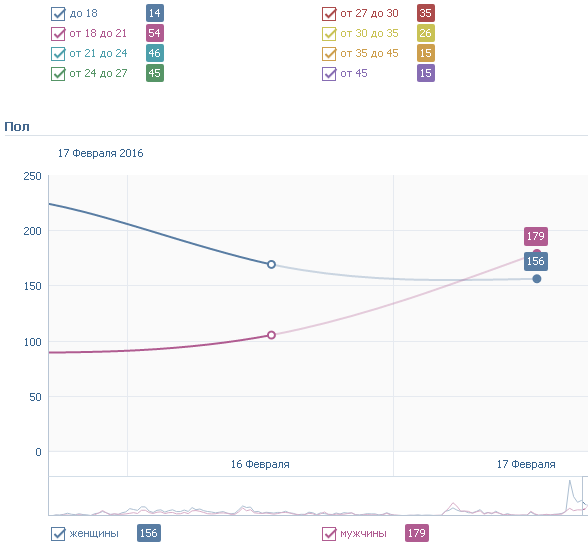 до 18 14 от 27 до 30 35
от 18 до 21 54 от 30 до 35 26
от 21 до 24 46 от 35 до 45 15
от 24 до 27 45 от 45 15
Пол
17 Февраля 2016
250
200
150
100
50
0
179
156
16 Февраля 17 Февраля
женщины 156 мужчины 179